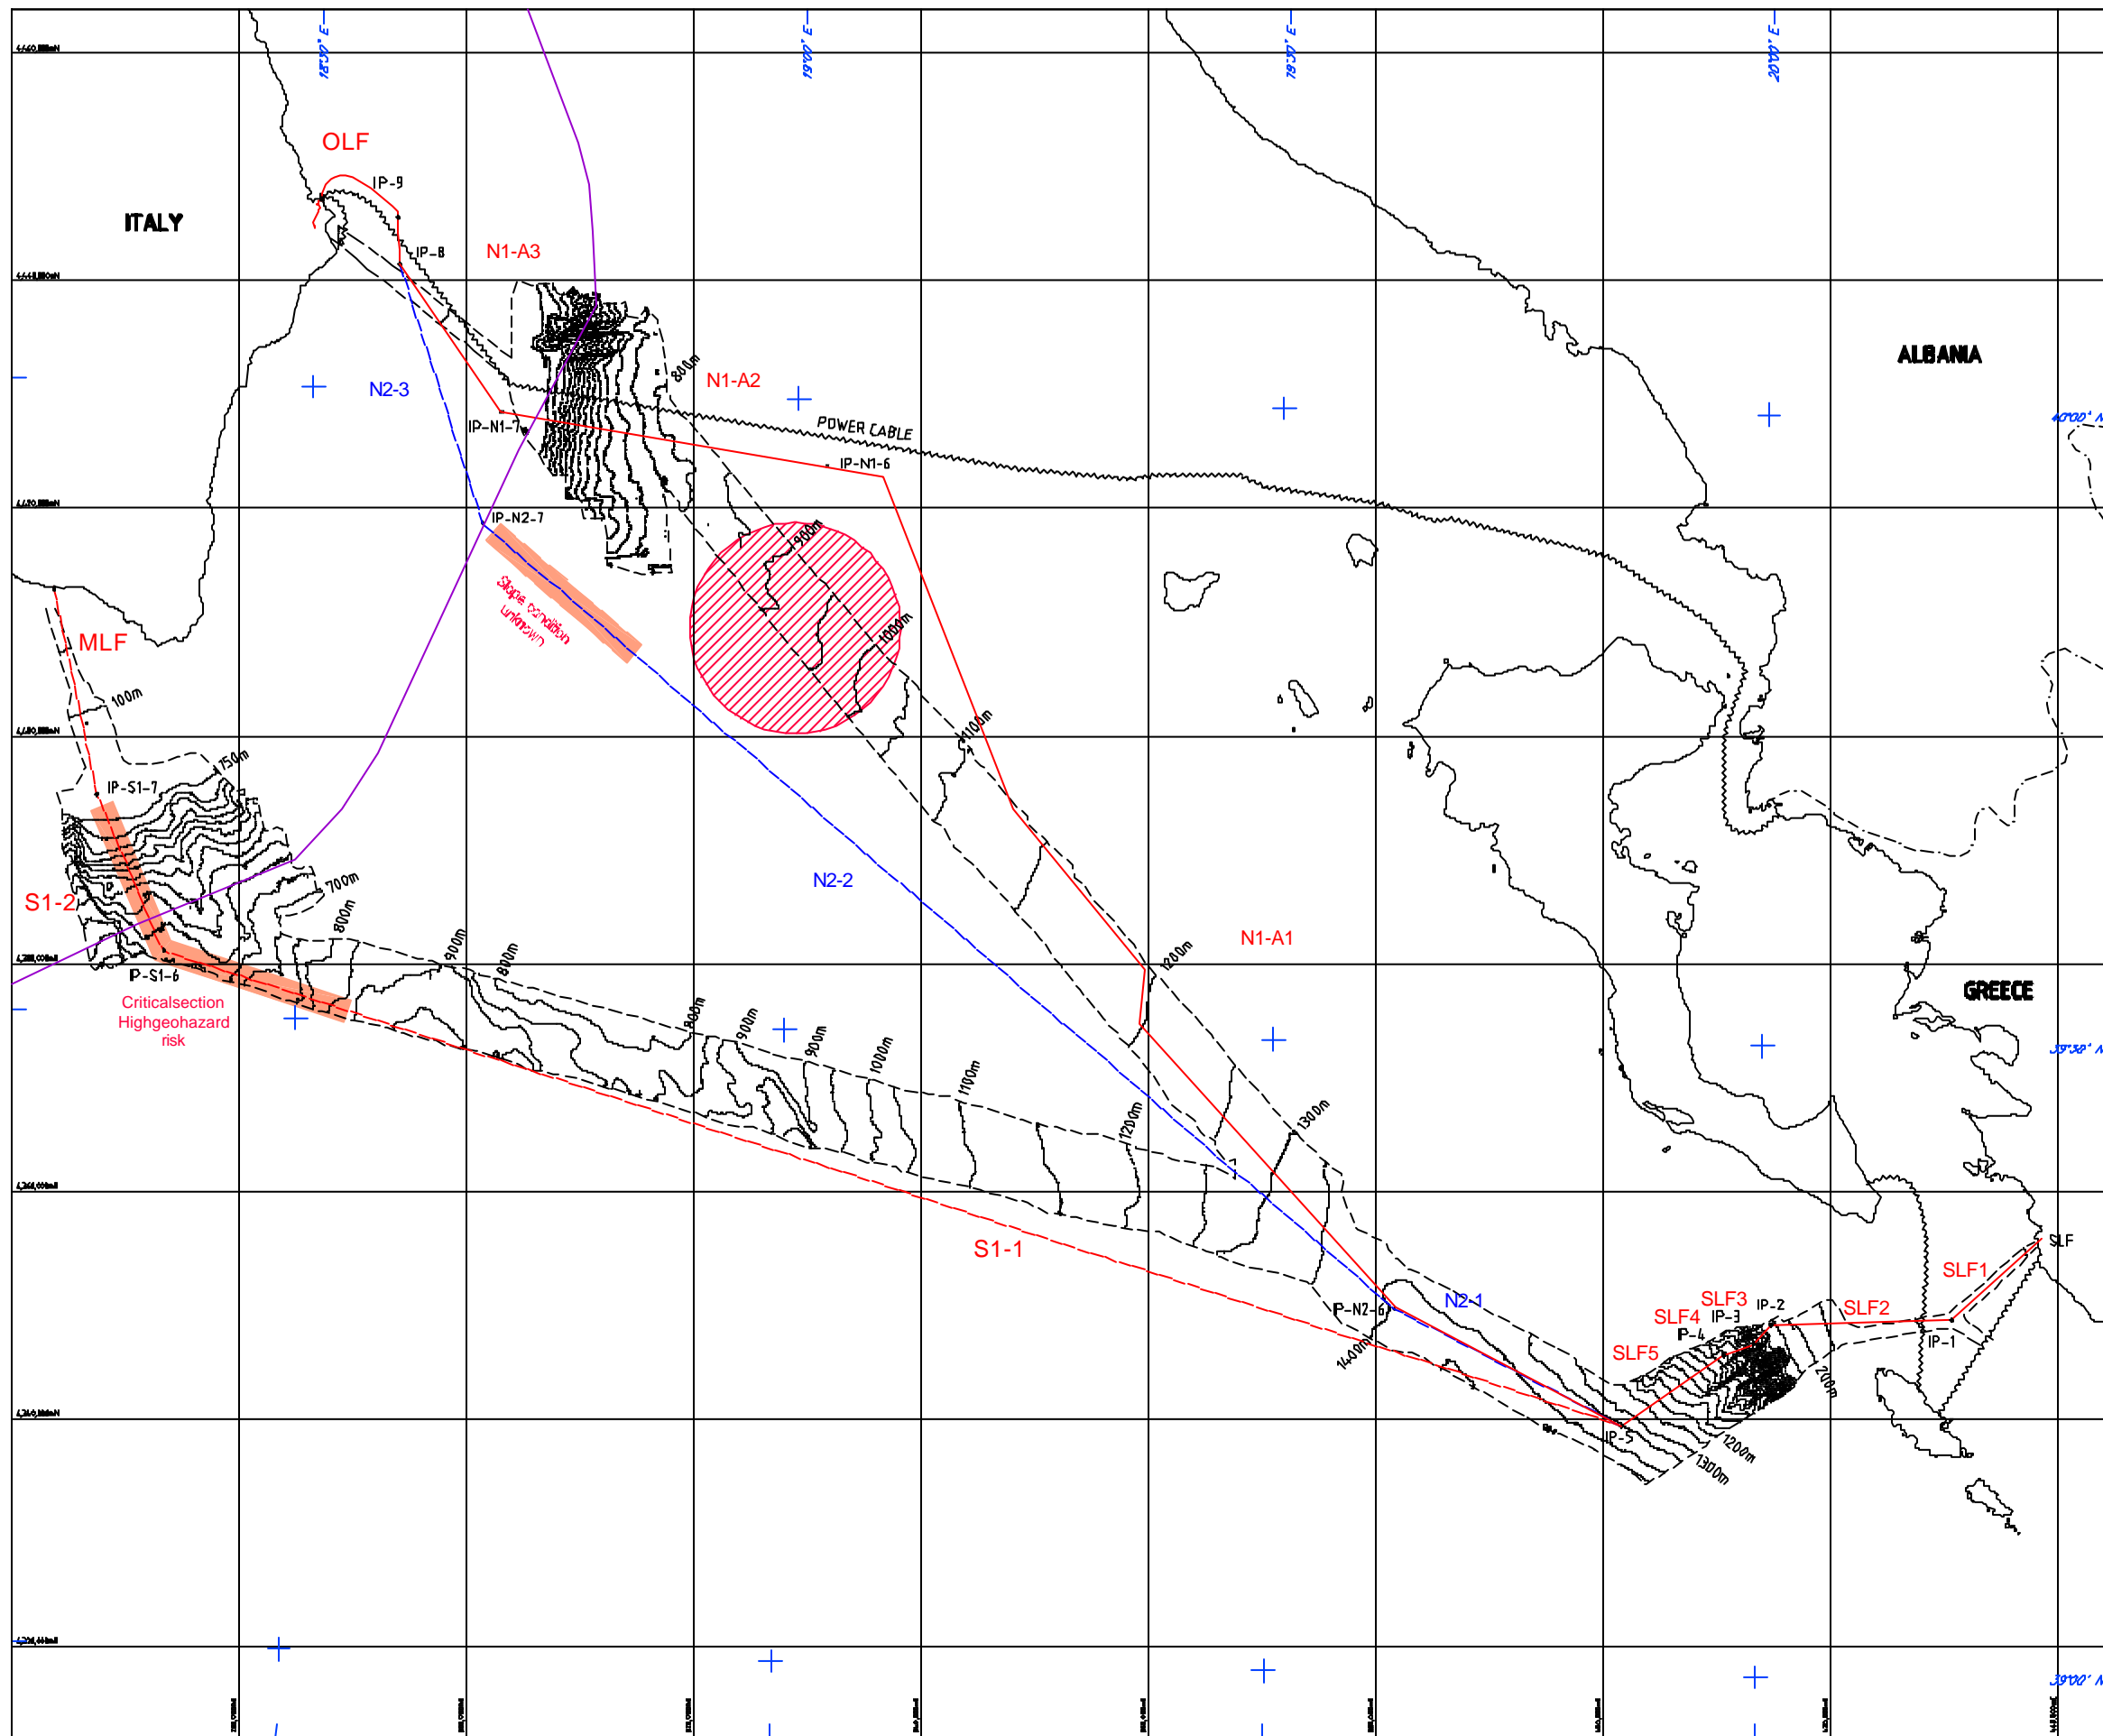 18°30' E
19°00' E
19°30' E
20°00' E
OLF
IP-9
ITALY
IP-8
N1-A3
ALBANIA
800m
N1-A2
N2-3
POWER CABLE
40°00' N
IP-N1-7
IP-N1-6
IP-N2-7
900m
Slope condition
unknown
1000m
MLF
100m
1100m
750m
IP-S1-7
N2-2
700m
S1-2
800m
900m
800m
N1-A1
1200m
IP-S1-6
GREECE
Criticalsection
Highgeohazard
risk
800m
900m
900m
1000m
39°30' N
1100m
1200m
1300m
SLF
S1-1
SLF1
SLF3
IP-2
SLF2
N2-1
IP-N2-6
SLF4
IP-3
IP-4
IP-1
1400m
SLF5
200m
IP-5
1200m
1300m
39°00' N